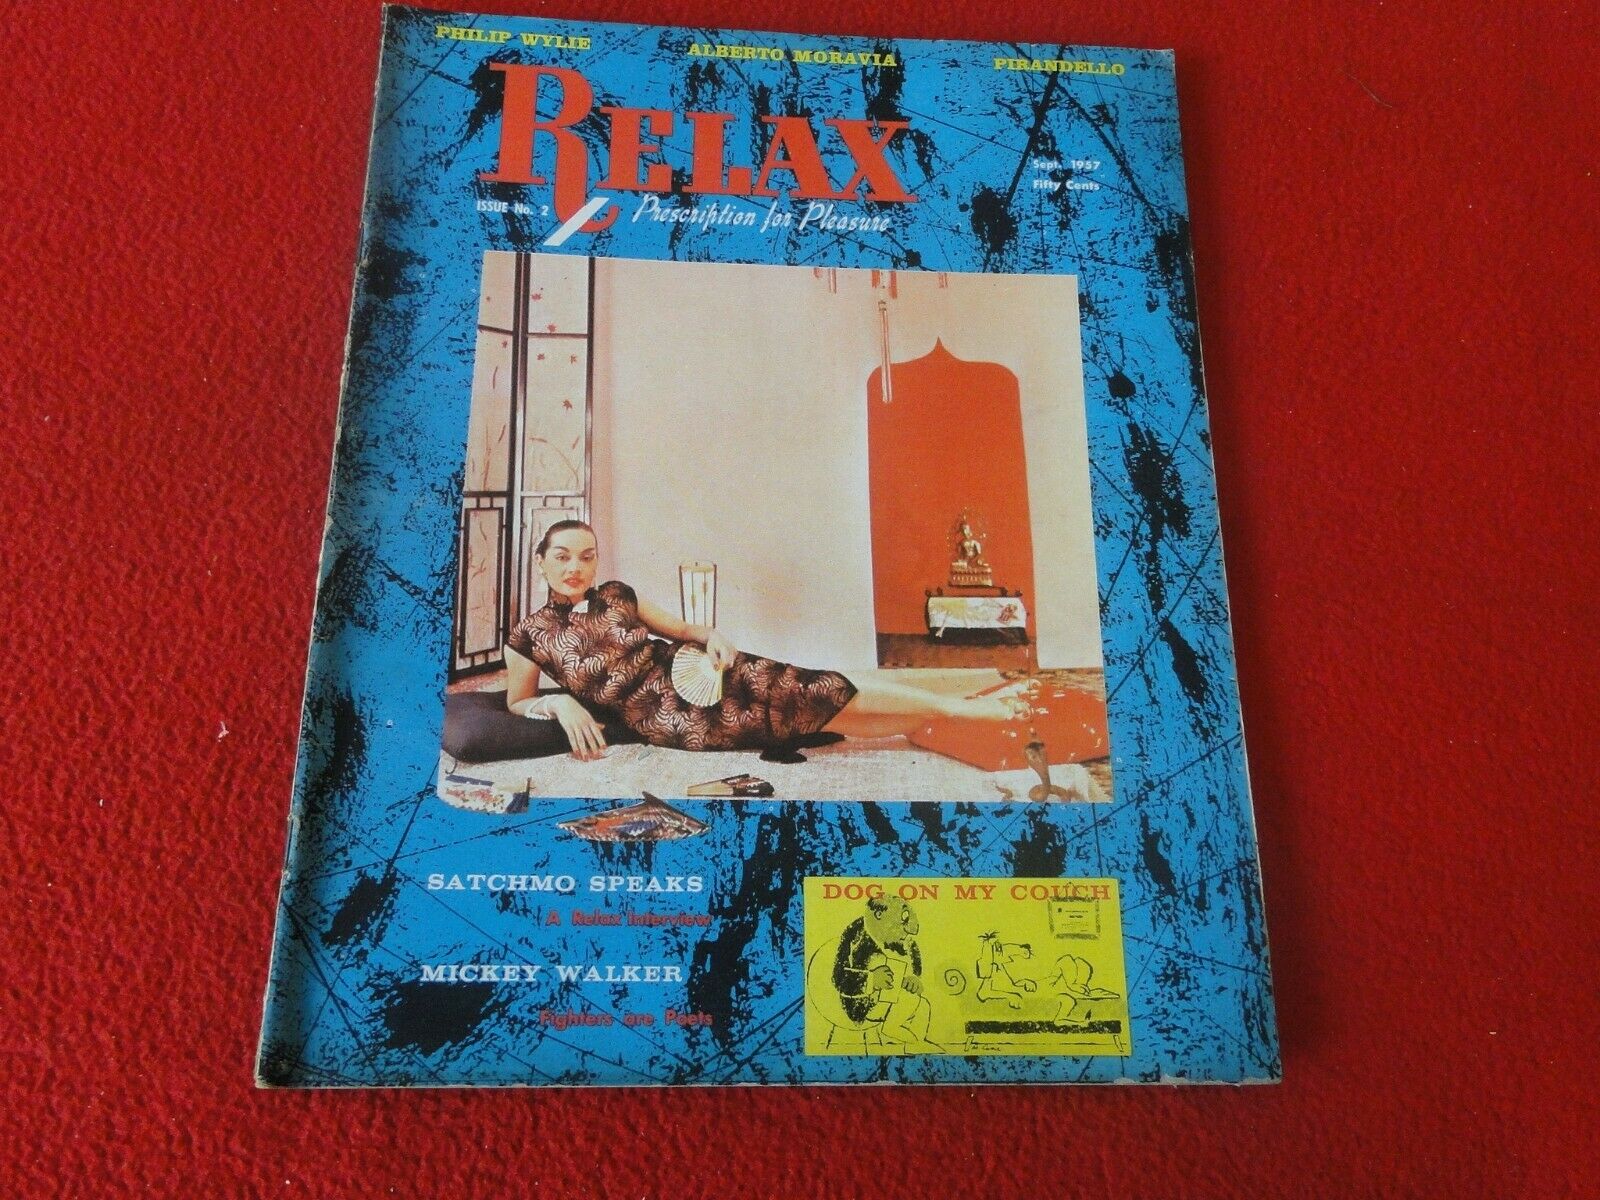 PHILIP WYLIE
ALBERTO MORAVIA
PIRANDELLO
RELAX
Sept. 1957
Fifty Cents
ISSUE No. 2
Prescription for Pleasure
SATCHMO SPEAKS
A Relax Interview
MICKEY WALKER
Fighters are Poets
DOG ON MY COUCH